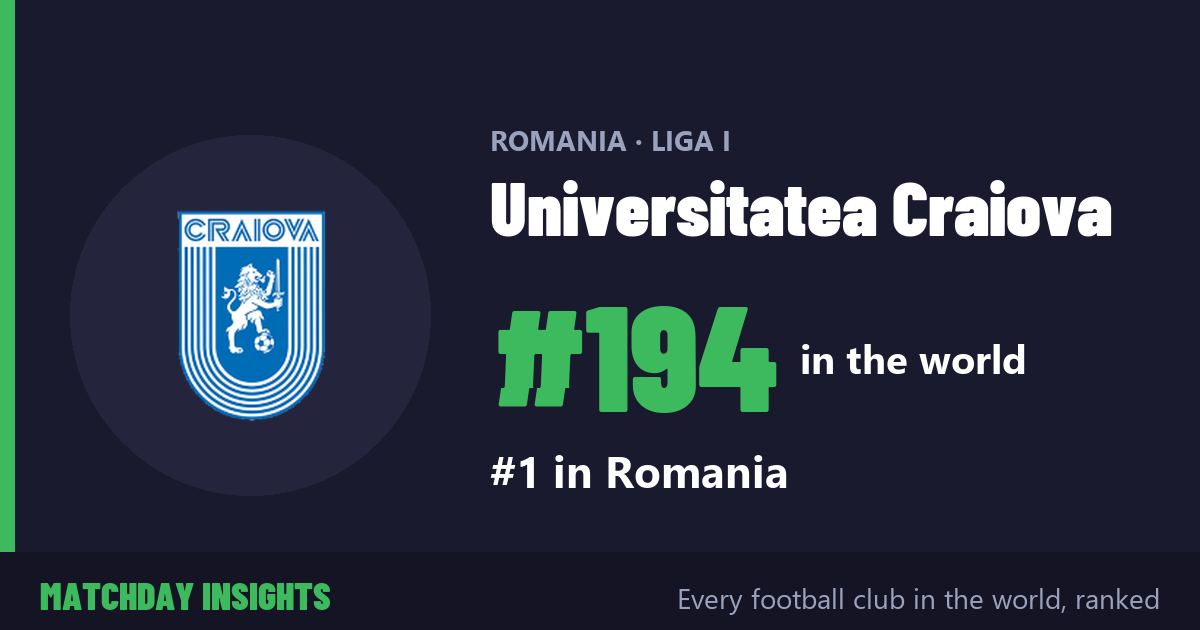 CRAIOVA
ROMANIA · LIGA I
Universitatea Craiova
#194 in the world
#1 in Romania
MATCHDAY INSIGHTS
Every football club in the world, ranked